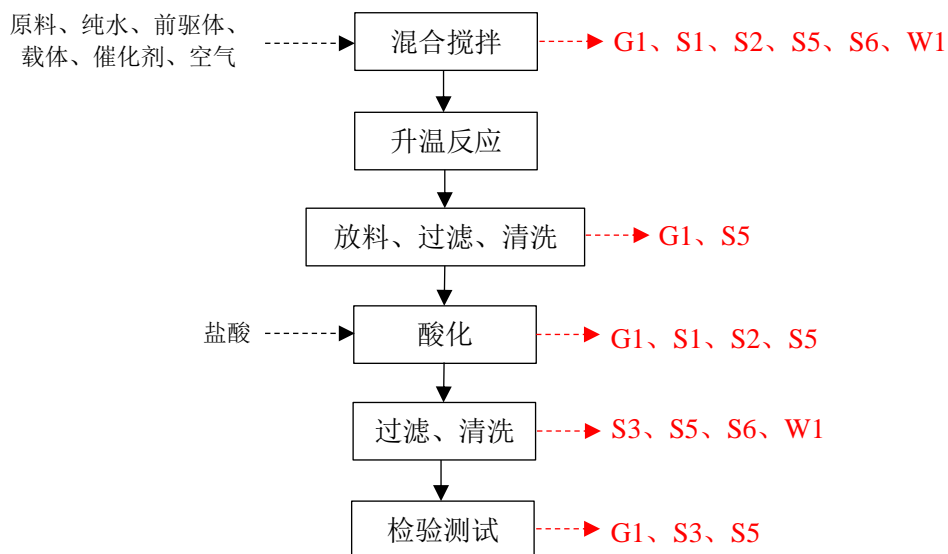 原料、纯水、前驱体、
载体、催化剂、空气
混合搅拌
G1、S1、S2、S5、S6、W1
升温反应
放料、过滤、清洗
G1、S5
盐酸
酸化
G1、S1、S2、S5
过滤、清洗
S3、S5、S6、W1
检验测试
G1、S3、S5